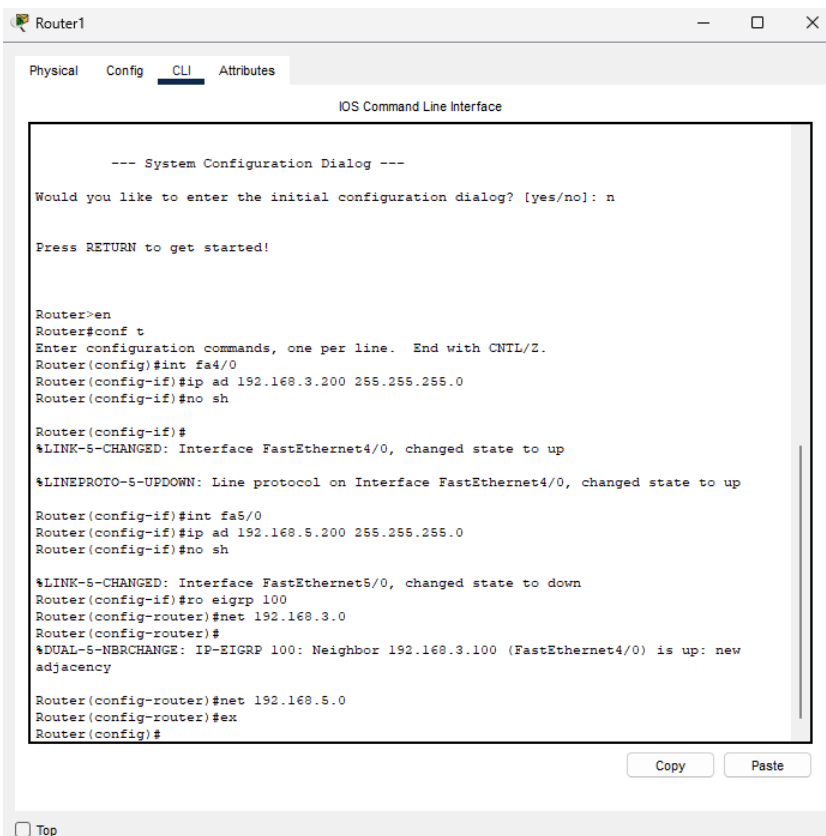 Router1
Physical Config CLI Attributes
IOS Command Line Interface
--- System Configuration Dialog ---
Would you like to enter the initial configuration dialog? [yes/no]: n
Press RETURN to get started!
Router>en
Router#conf t
Enter configuration commands, one per line.  End with CNTL/Z.
Router(config)#int fa4/0
Router(config-if)#ip ad 192.168.3.200 255.255.255.0
Router(config-if)#no sh
Router(config-if)#
%LINK-5-CHANGED: Interface FastEthernet4/0, changed state to up
%LINEPROTO-5-UPDOWN: Line protocol on Interface FastEthernet4/0, changed state to up
Router(config-if)#int fa5/0
Router(config-if)#ip ad 192.168.5.200 255.255.255.0
Router(config-if)#no sh
%LINK-5-CHANGED: Interface FastEthernet5/0, changed state to down
Router(config-if)#ro eigrp 100
Router(config-router)#net 192.168.3.0
Router(config-router)#
%DUAL-5-NBRCHANGE: IP-EIGRP 100: Neighbor 192.168.3.100 (FastEthernet4/0) is up: new
adjacency
Router(config-router)#net 192.168.5.0
Router(config-router)#ex
Router(config)#
Copy Paste
Top